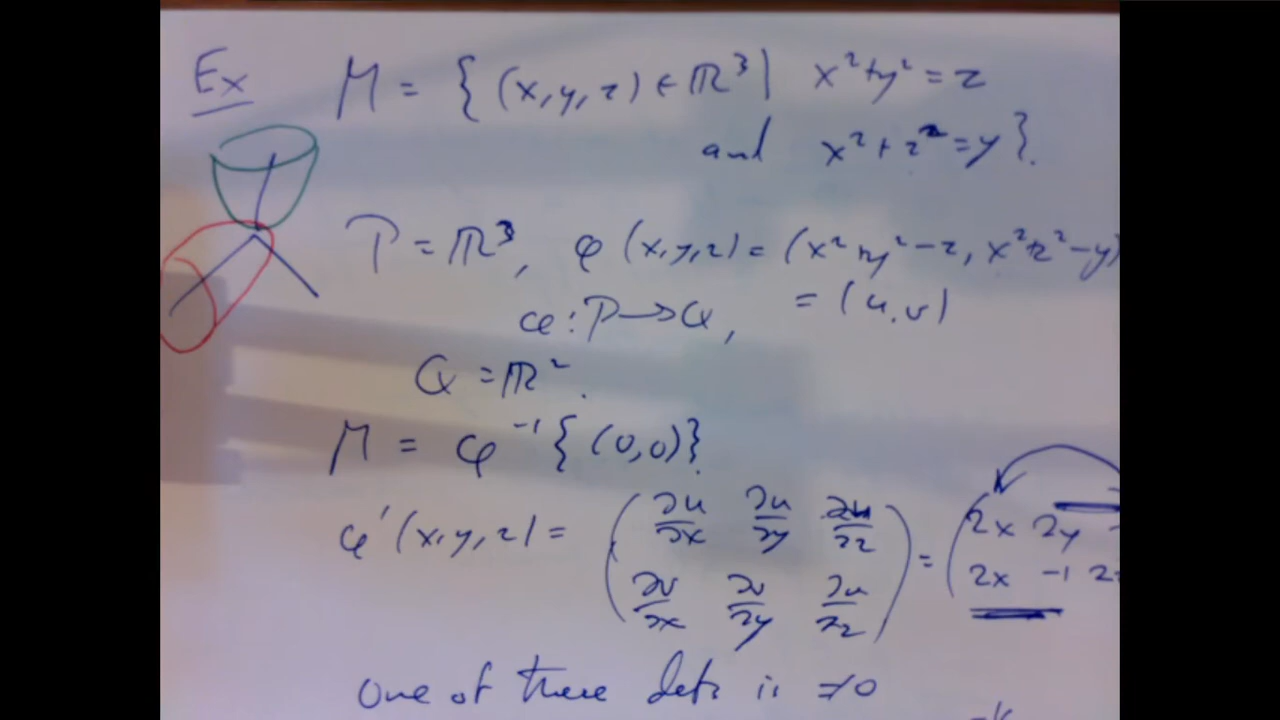 Ex M = { (x,y,z) ∈ ℝ³ | x²+y² = z
and x²+z² = y }.
P = ℝ³, φ(x,y,z) = (x²+y²-z, x²+z²-y)
φ: P → Q, = (u,v)
Q = ℝ².
M = φ⁻¹ { (0,0) }.
φ'(x,y,z) = ( ∂u/∂x ∂u/∂y ∂u/∂z ) = ( 2x 2y -
( ∂v/∂x ∂v/∂y ∂u/∂z ) ( 2x -1 2z
One of these dets is ≠0